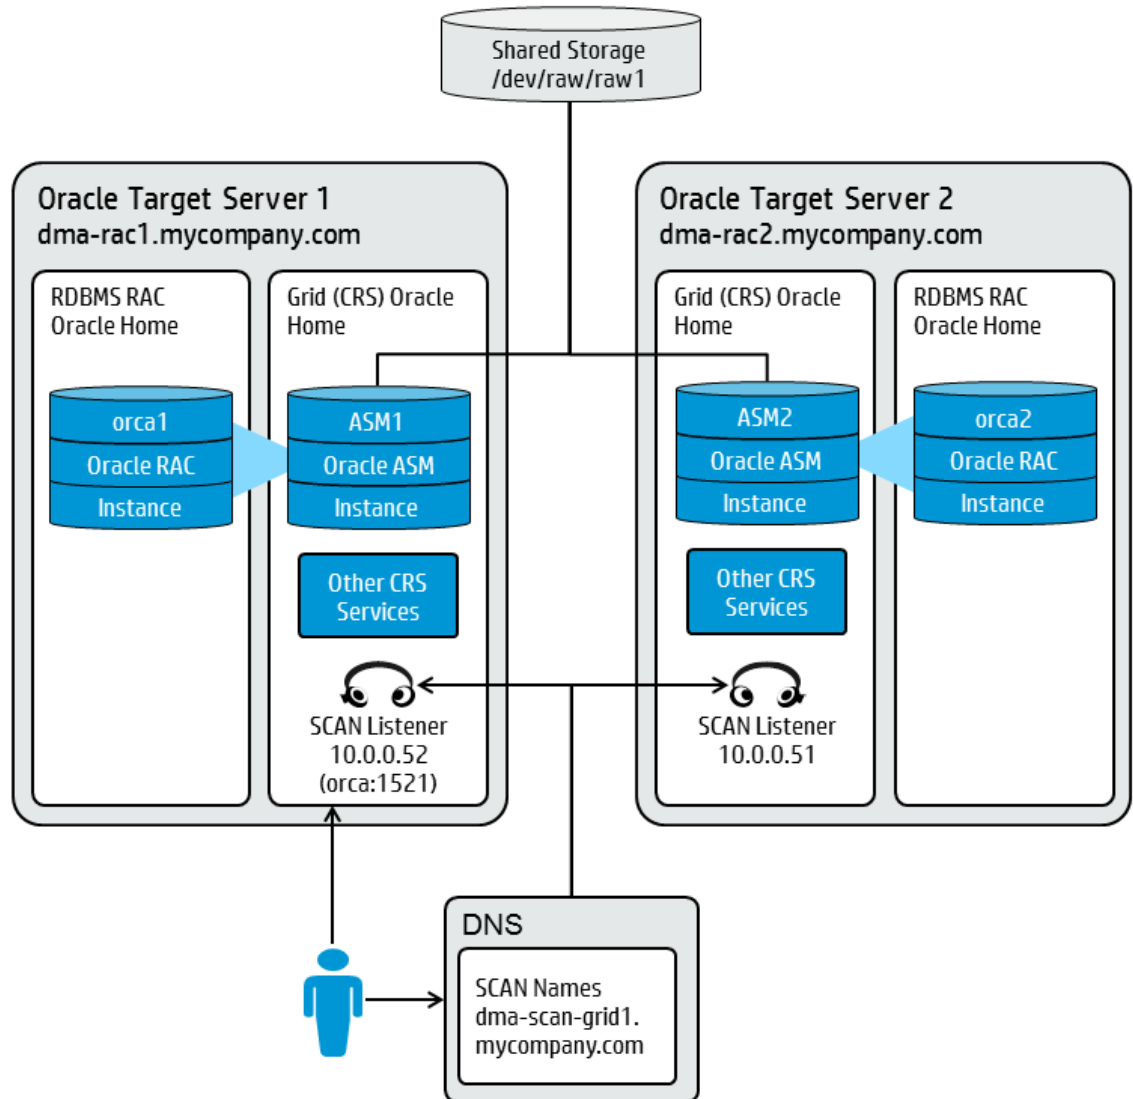 Shared Storage
/dev/raw/raw1
Oracle Target Server 1
dma-rac1.mycompany.com
RDBMS RAC
Oracle Home
orca1
Oracle RAC
Instance
Grid (CRS) Oracle
Home
ASM1
Oracle ASM
Instance
Other CRS
Services
SCAN Listener
10.0.0.52
(orca:1521)
Oracle Target Server 2
dma-rac2.mycompany.com
Grid (CRS) Oracle
Home
ASM2
Oracle ASM
Instance
Other CRS
Services
SCAN Listener
10.0.0.51
RDBMS RAC
Oracle Home
orca2
Oracle RAC
Instance
DNS
SCAN Names
dma-scan-grid1.
mycompany.com